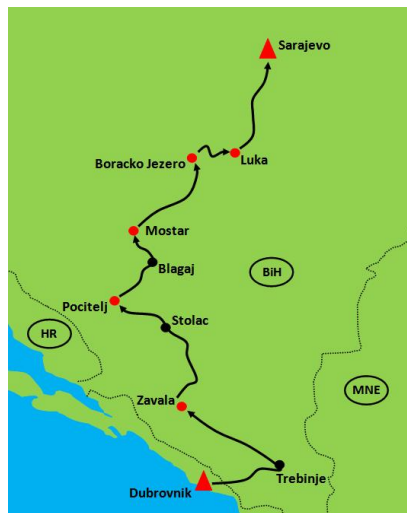 Sarajevo
Boracko Jezero
Luka
Mostar
Blagaj
BiH
Pocitelj
Stolac
HR
MNE
Zavala
Trebinje
Dubrovnik